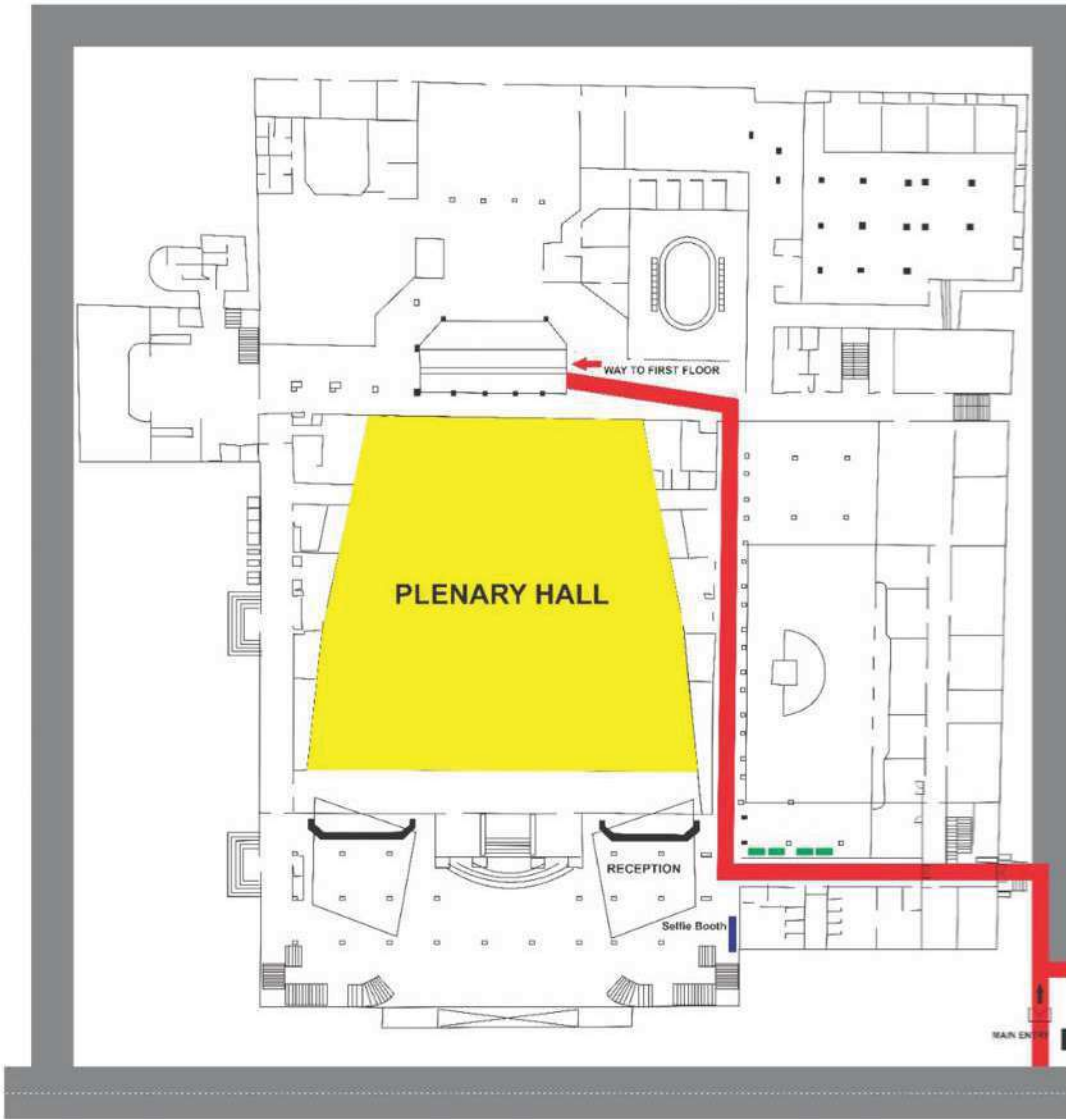 WAY TO FIRST FLOOR
PLENARY HALL
RECEPTION
Selfie Booth
MAIN ENTRY